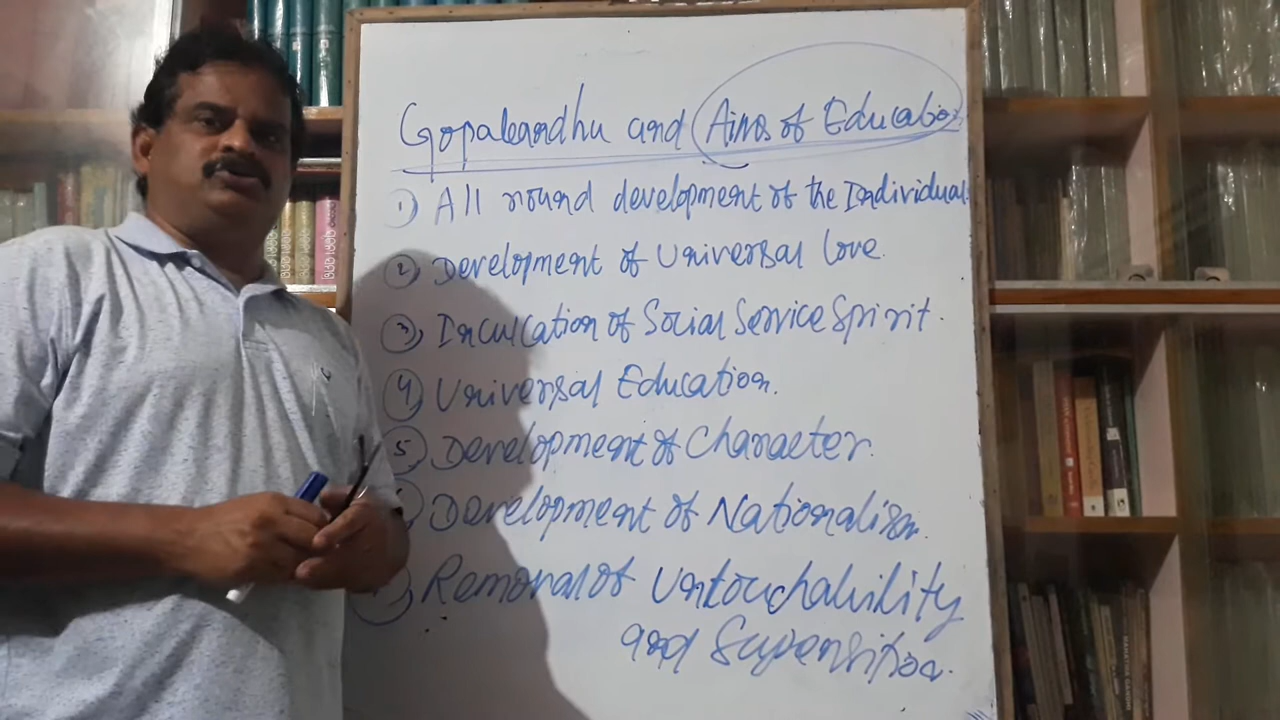 Gopabandhu and Aims of Education
1) All round development of the Individual.
2) Development of Universal Love.
3) Inculcation of Social Service Spirit.
4) Universal Education.
5) Development of Character.
Development of Nationalism.
Removal of Untouchability
and